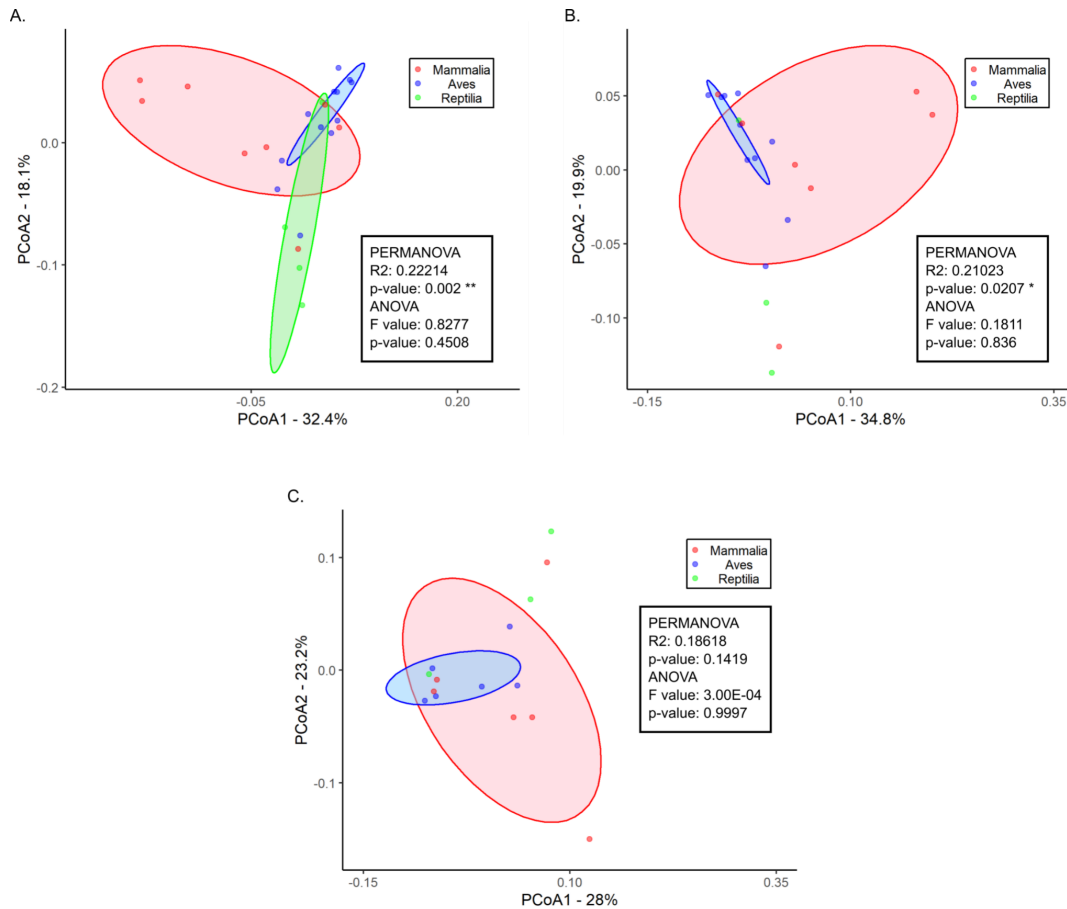 A.
0.1
0.0
-0.1
-0.2
PCoA2 - 18.1%
-0.05
0.20
PCoA1 - 32.4%
Mammalia
Aves
Reptilia
PERMANOVA
R2: 0.22214
p-value: 0.002 **
ANOVA
F value: 0.8277
p-value: 0.4508
B.
0.05
0.00
-0.05
-0.10
PCoA2 - 19.9%
-0.15
0.10
0.35
PCoA1 - 34.8%
Mammalia
Aves
Reptilia
PERMANOVA
R2: 0.21023
p-value: 0.0207 *
ANOVA
F value: 0.1811
p-value: 0.836
C.
0.1
0.0
-0.1
PCoA2 - 23.2%
-0.15
0.10
0.35
PCoA1 - 28%
Mammalia
Aves
Reptilia
PERMANOVA
R2: 0.18618
p-value: 0.1419
ANOVA
F value: 3.00E-04
p-value: 0.9997